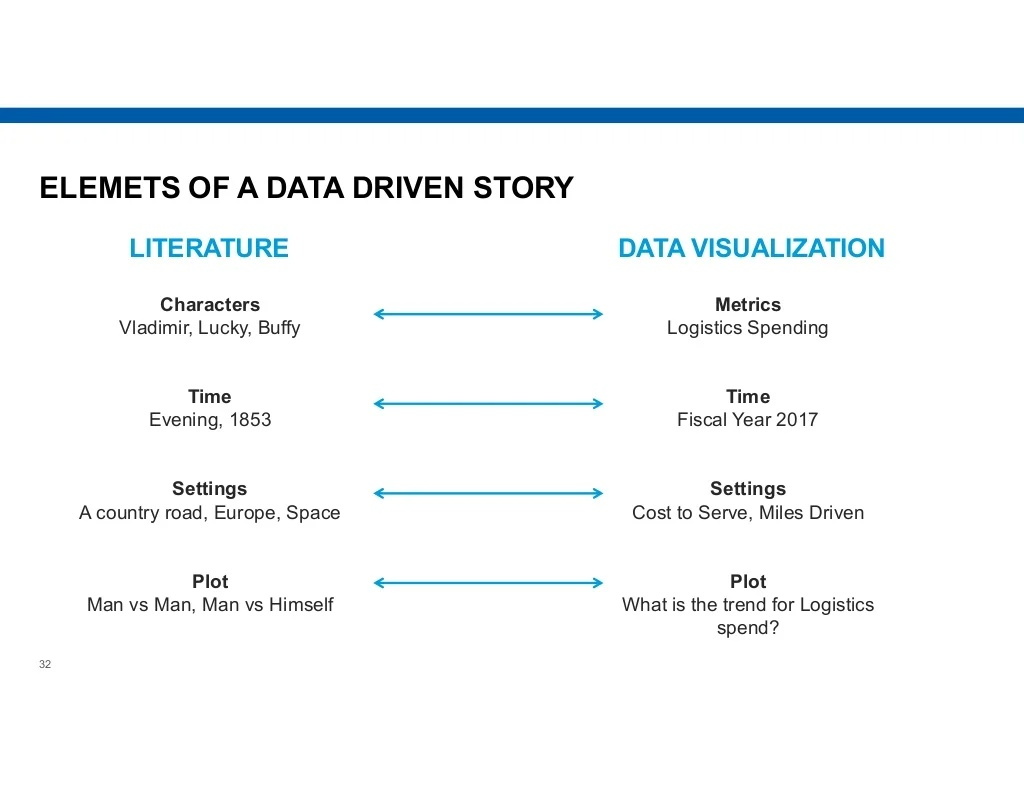 ELEMETS OF A DATA DRIVEN STORY
LITERATURE
DATA VISUALIZATION
Characters
Vladimir, Lucky, Buffy
Metrics
Logistics Spending
Time
Evening, 1853
Time
Fiscal Year 2017
Settings
A country road, Europe, Space
Settings
Cost to Serve, Miles Driven
Plot
Man vs Man, Man vs Himself
Plot
What is the trend for Logistics
spend?
32